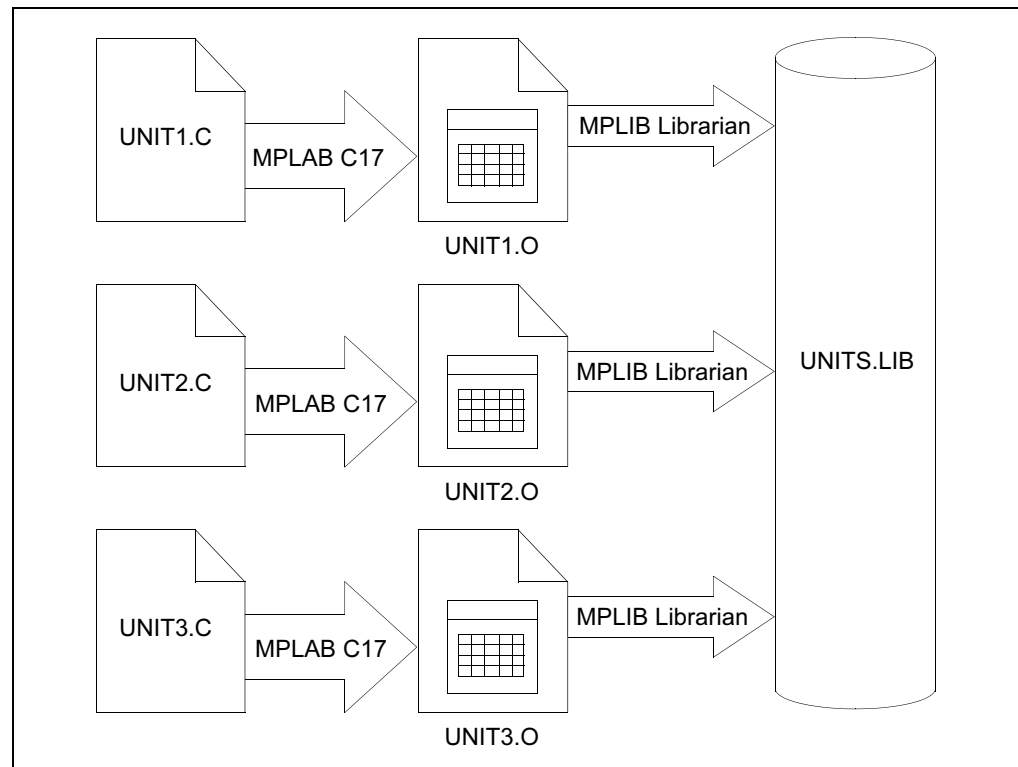 UNIT1.C
MPLAB C17
UNIT1.O
MPLIB Librarian
UNIT2.C
MPLAB C17
UNIT2.O
MPLIB Librarian
UNITS.LIB
UNIT3.C
MPLAB C17
UNIT3.O
MPLIB Librarian